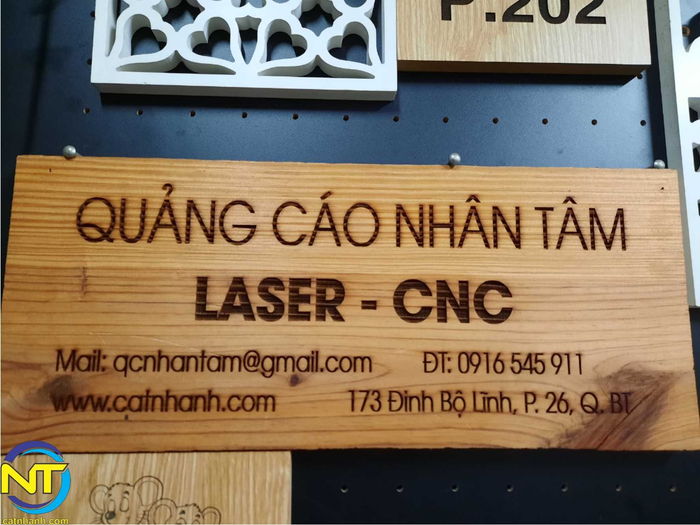 P.202
QUẢNG CÁO NHÂN TÂM
LASER - CNC
Mail: qcnhantam@gmail.com ĐT: 0916 545 911
www.catnhanh.com 173 Đinh Bộ Lĩnh, P. 26, Q. BT
NT
catnhanh.com